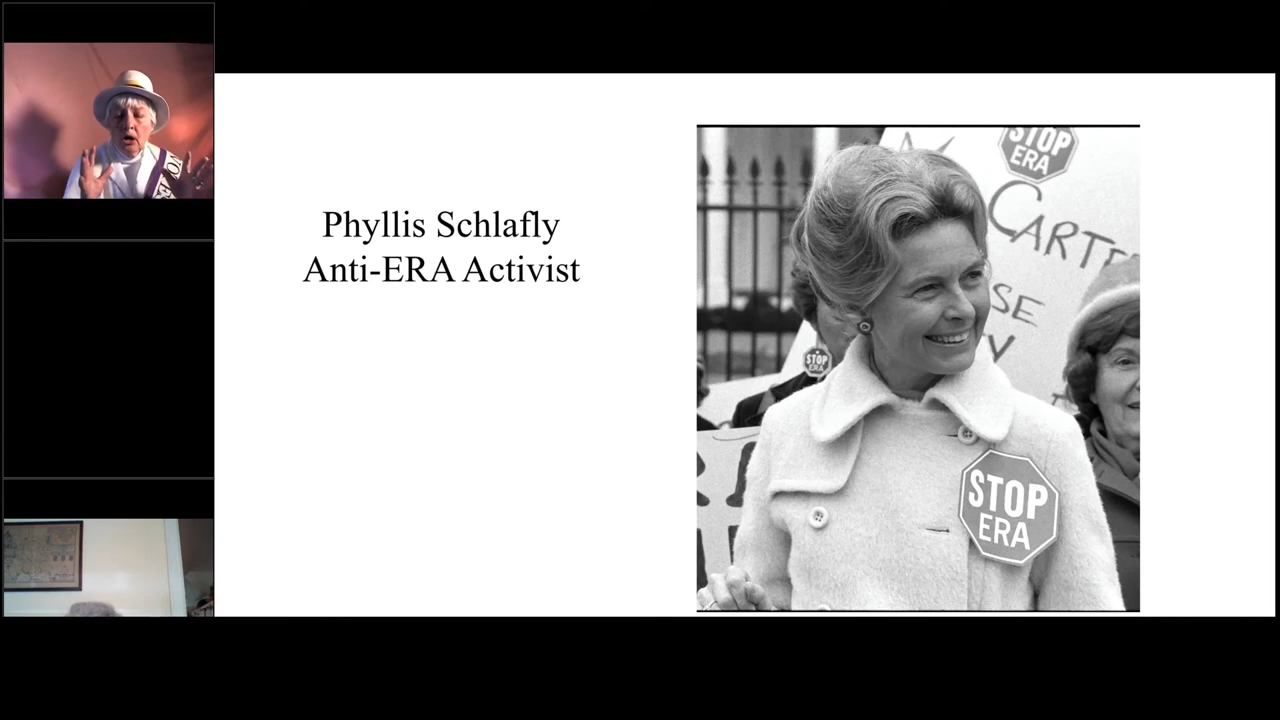 Phyllis Schlafly
Anti-ERA Activist
STOP
ERA
CARTE
SE
STOP
ERA
STOP
ERA